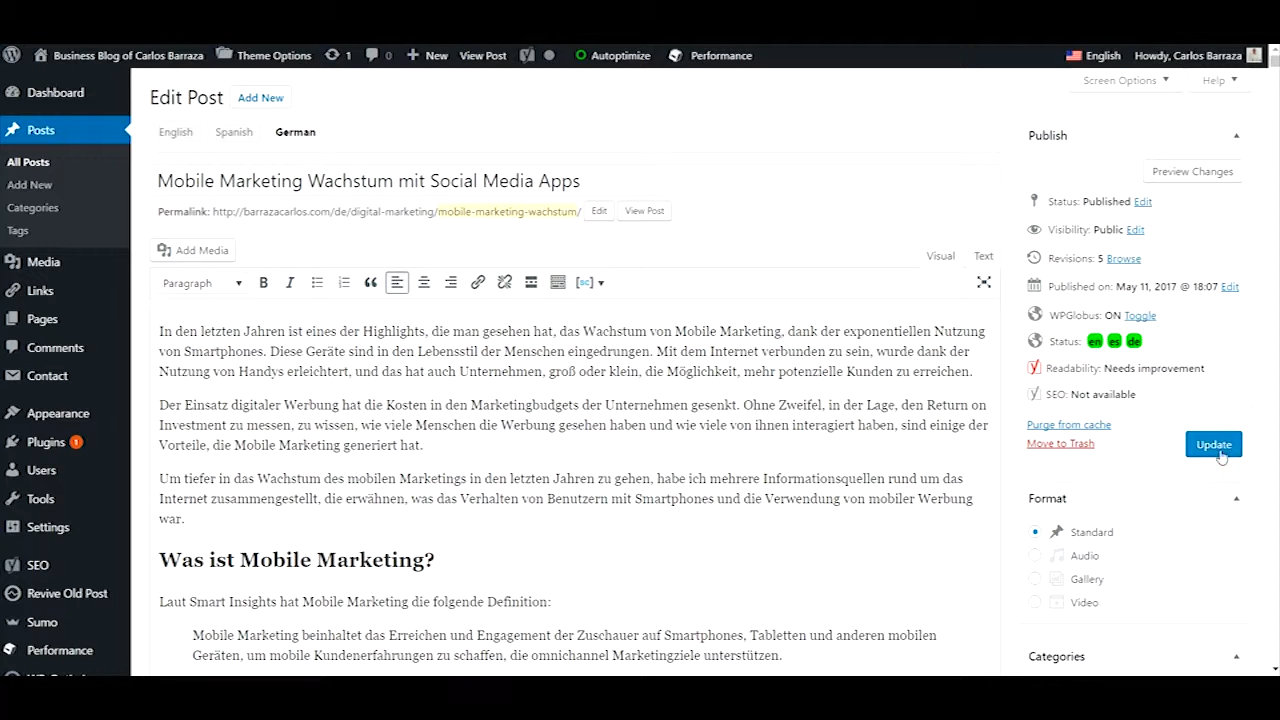 Business Blog of Carlos Barraza Theme Options 1 0 New View Post Autoptimize Performance English Howdy, Carlos Barraza
Dashboard
Posts
All Posts
Add New
Categories
Tags
Media
Links
Pages
Comments
Contact
Appearance
Plugins 1
Users
Tools
Settings
SEO
Revive Old Post
Sumo
Performance
Screen Options Help
Edit Post Add New
English Spanish German
Mobile Marketing Wachstum mit Social Media Apps
Permalink: http://barrazacarlos.com/de/digital-marketing/mobile-marketing-wachstum/ Edit View Post
Add Media
Visual Text
Paragraph B I [sc]
In den letzten Jahren ist eines der Highlights, die man gesehen hat, das Wachstum von Mobile Marketing, dank der exponentiellen Nutzung
von Smartphones. Diese Geräte sind in den Lebensstil der Menschen eingedrungen. Mit dem Internet verbunden zu sein, wurde dank der
Nutzung von Handys erleichtert, und das hat auch Unternehmen, groß oder klein, die Möglichkeit, mehr potenzielle Kunden zu erreichen.
Der Einsatz digitaler Werbung hat die Kosten in den Marketingbudgets der Unternehmen gesenkt. Ohne Zweifel, in der Lage, den Return on
Investment zu messen, zu wissen, wie viele Menschen die Werbung gesehen haben und wie viele von ihnen interagiert haben, sind einige der
Vorteile, die Mobile Marketing generiert hat.
Um tiefer in das Wachstum des mobilen Marketings in den letzten Jahren zu gehen, habe ich mehrere Informationsquellen rund um das
Internet zusammengestellt, die erwähnen, was das Verhalten von Benutzern mit Smartphones und die Verwendung von mobiler Werbung
war.
Was ist Mobile Marketing?
Laut Smart Insights hat Mobile Marketing die folgende Definition:
Mobile Marketing beinhaltet das Erreichen und Engagement der Zuschauer auf Smartphones, Tabletten und anderen mobilen
Geräten, um mobile Kundenerfahrungen zu schaffen, die omnichannel Marketingziele unterstützen.
Publish
Preview Changes
Status: Published Edit
Visibility: Public Edit
Revisions: 5 Browse
Published on: May 11, 2017 @ 18:07 Edit
WPGlobus: ON Toggle
Status: en es de
Readability: Needs improvement
SEO: Not available
Purge from cache
Move to Trash
Update
Format
Standard
Audio
Gallery
Video
Categories